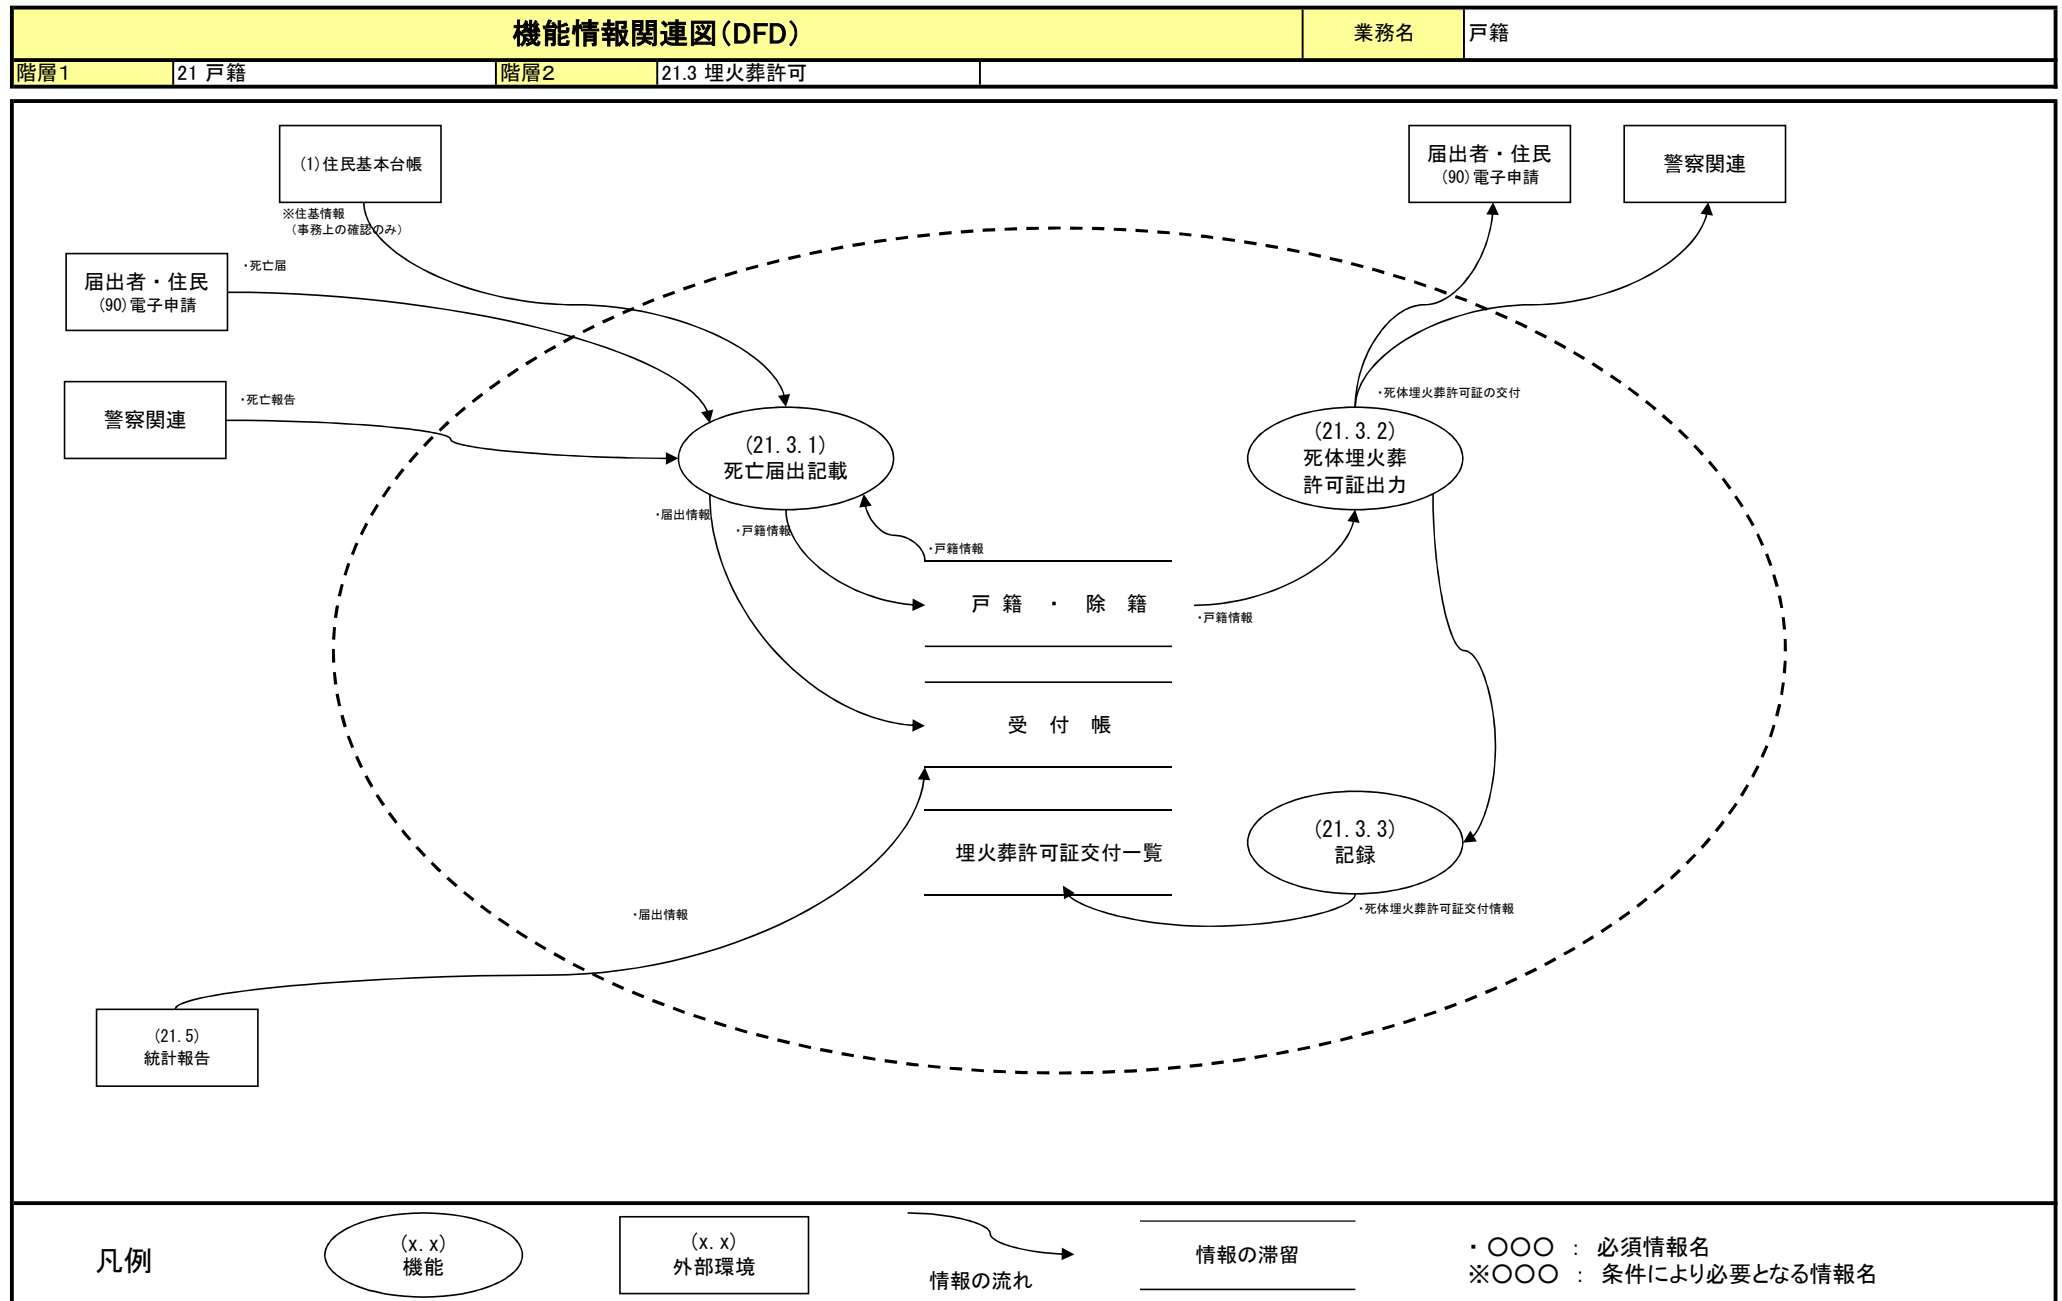 機能情報関連図(DFD)
業務名
戸籍
階層1
21 戸籍
階層2
21.3 埋火葬許可
(1)住民基本台帳
※住基情報
(事務上の確認のみ)
届出者・住民
(90)電子申請
・死亡届
警察関連
・死亡報告
届出者・住民
(90)電子申請
警察関連
・死体埋火葬許可証の交付
(21.3.1)
死亡届出記載
(21.3.2)
死体埋火葬
許可証出力
・届出情報
・戸籍情報
・戸籍情報
戸籍・除籍
・戸籍情報
受付帳
埋火葬許可証交付一覧
(21.3.3)
記録
・死体埋火葬許可証交付情報
・届出情報
(21.5)
統計報告
凡例
(x.x)
機能
(x.x)
外部環境
情報の流れ
情報の滞留
・〇〇〇 : 必須情報名
※〇〇〇 : 条件により必要となる情報名